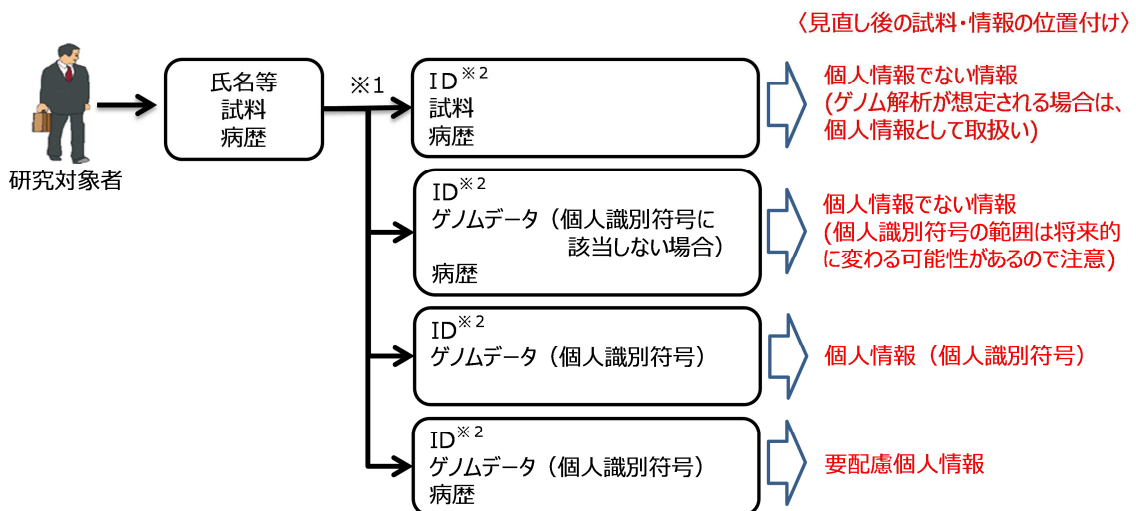 〈見直し後の試料・情報の位置付け〉
研究対象者
氏名等
試料
病歴
※1
ID※2
試料
病歴
個人情報でない情報
(ゲノム解析が想定される場合は、
個人情報として取扱い)
ID※2
ゲノムデータ（個人識別符号に
該当しない場合）
病歴
個人情報でない情報
(個人識別符号の範囲は将来的
に変わる可能性があるので注意)
ID※2
ゲノムデータ（個人識別符号）
個人情報（個人識別符号）
ID※2
ゲノムデータ（個人識別符号）
病歴
要配慮個人情報